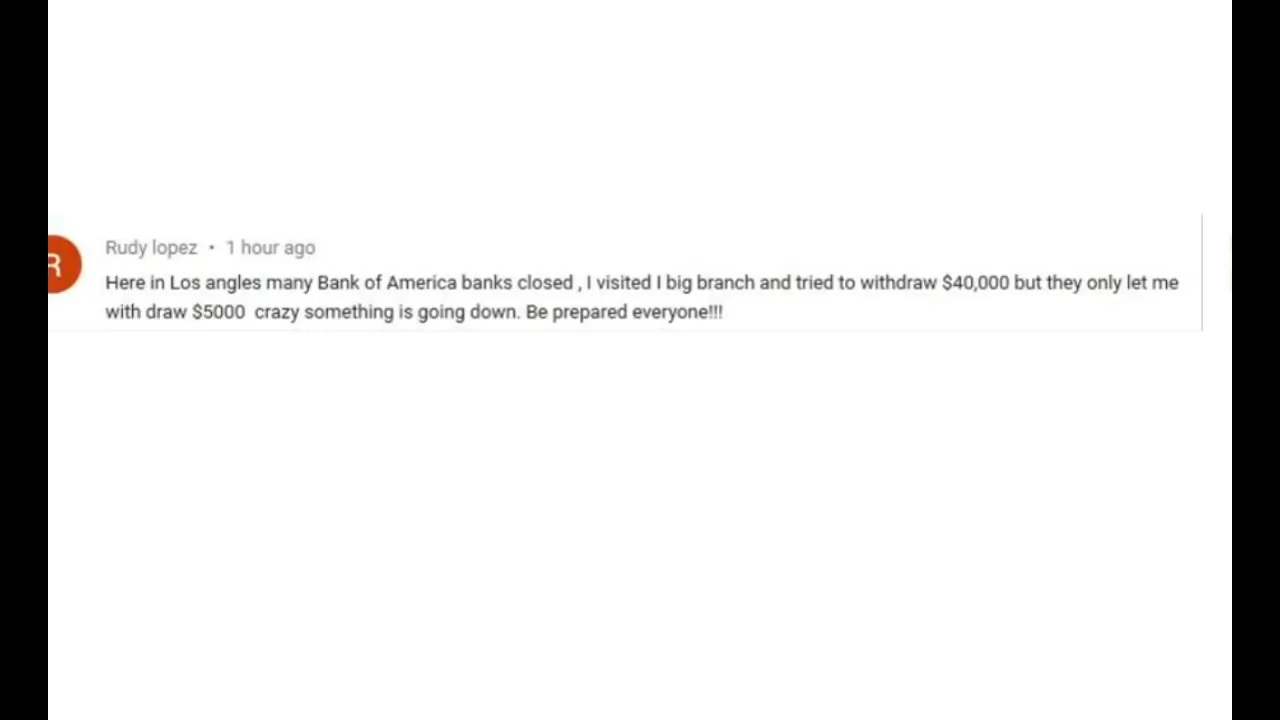 R
Rudy lopez • 1 hour ago
Here in Los angles many Bank of America banks closed , I visited I big branch and tried to withdraw $40,000 but they only let me
with draw $5000  crazy something is going down. Be prepared everyone!!!